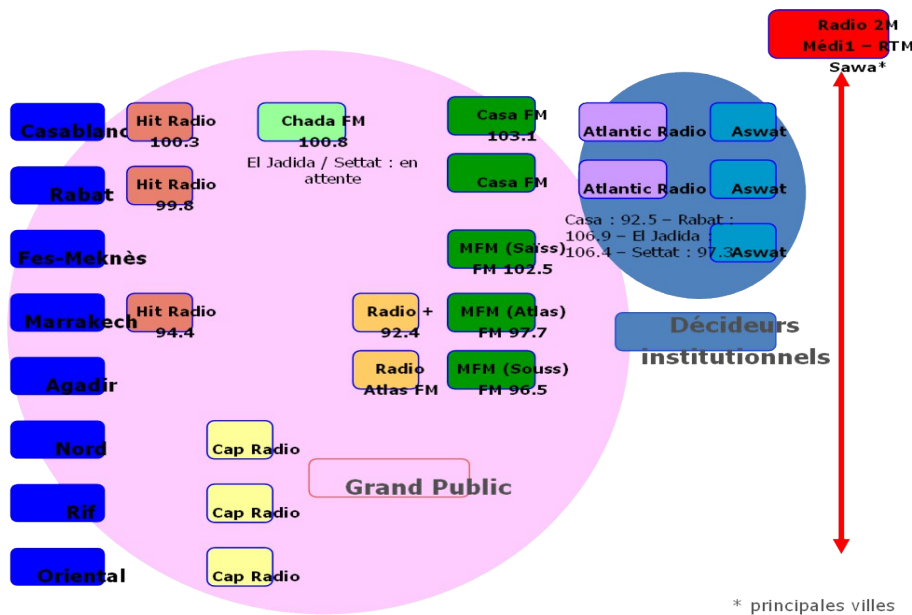 Radio 2M
Médi1 – RTM
Sawa*
Casablanc
Hit Radio
100.3
Chada FM
100.8
El Jadida / Settat : en
attente
Casa FM
103.1
Atlantic Radio
Aswat
Rabat
Hit Radio
99.8
Casa FM
Atlantic Radio
Aswat
Casa : 92.5 – Rabat :
106.9 – El Jadida :
106.4 – Settat : 97.3
Fes-Meknès
MFM (Saïss)
FM 102.5
Aswat
Marrakech
Hit Radio
94.4
Radio +
92.4
MFM (Atlas)
FM 97.7
Décideurs
institutionnels
Agadir
Radio
Atlas FM
MFM (Souss)
FM 96.5
Nord
Cap Radio
Grand Public
Rif
Cap Radio
Oriental
Cap Radio
* principales villes